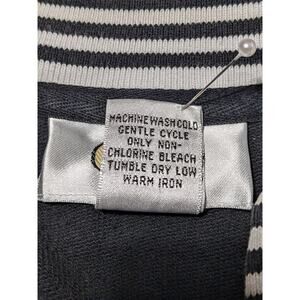 MACHINE WASH COLD
GENTLE CYCLE
ONLY NON-
CHLORINE BLEACH
TUMBLE DRY LOW
WARM IRON